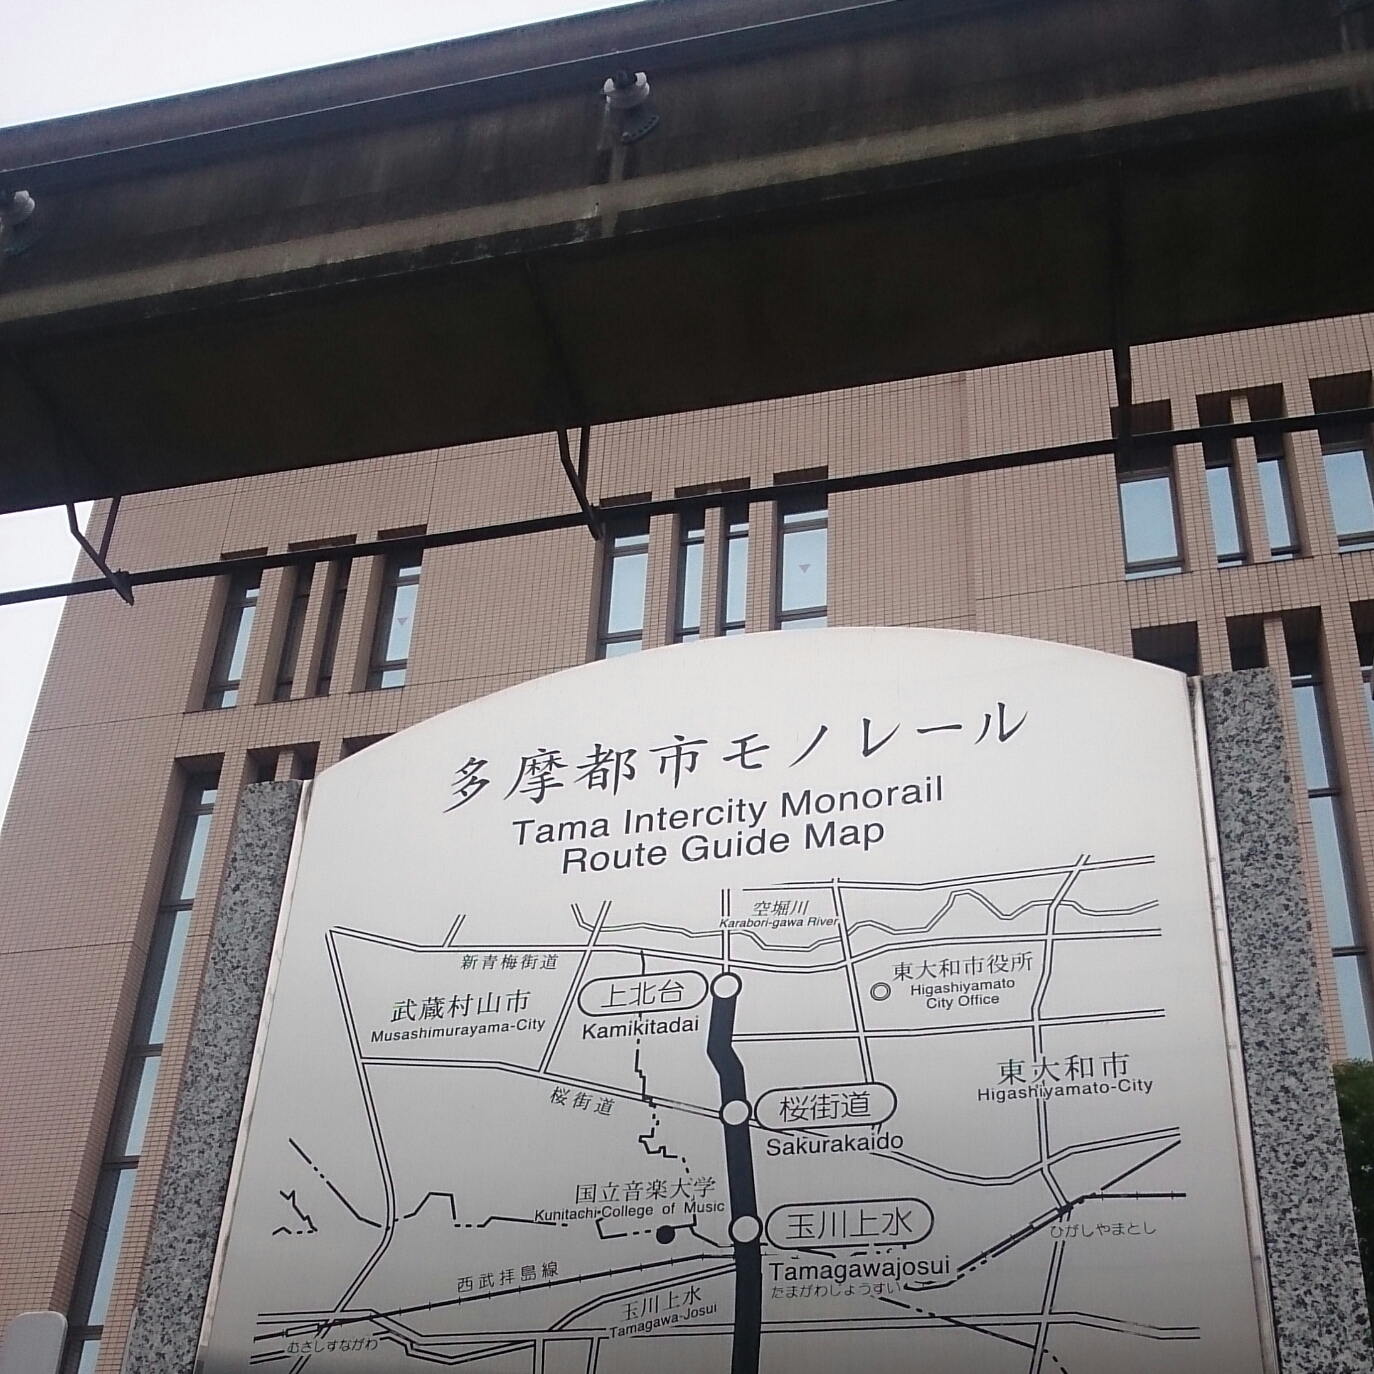 多摩都市モノレール
Tama Intercity Monorail
Route Guide Map
空堀川
Karabori-gawa River
新青梅街道
武蔵村山市
Musashimurayama-City
上北台
Kamikitadai
東大和市役所
Higashiyamato
City Office
東大和市
Higashiyamato-City
桜街道
桜街道
Sakurakaido
国立音楽大学
Kunitachi College of Music
玉川上水
Tamagawajosui
たまがわじょうすい
ひがしやまとし
西武拝島線
玉川上水
Tamagawa-Josui
むさしすながわ